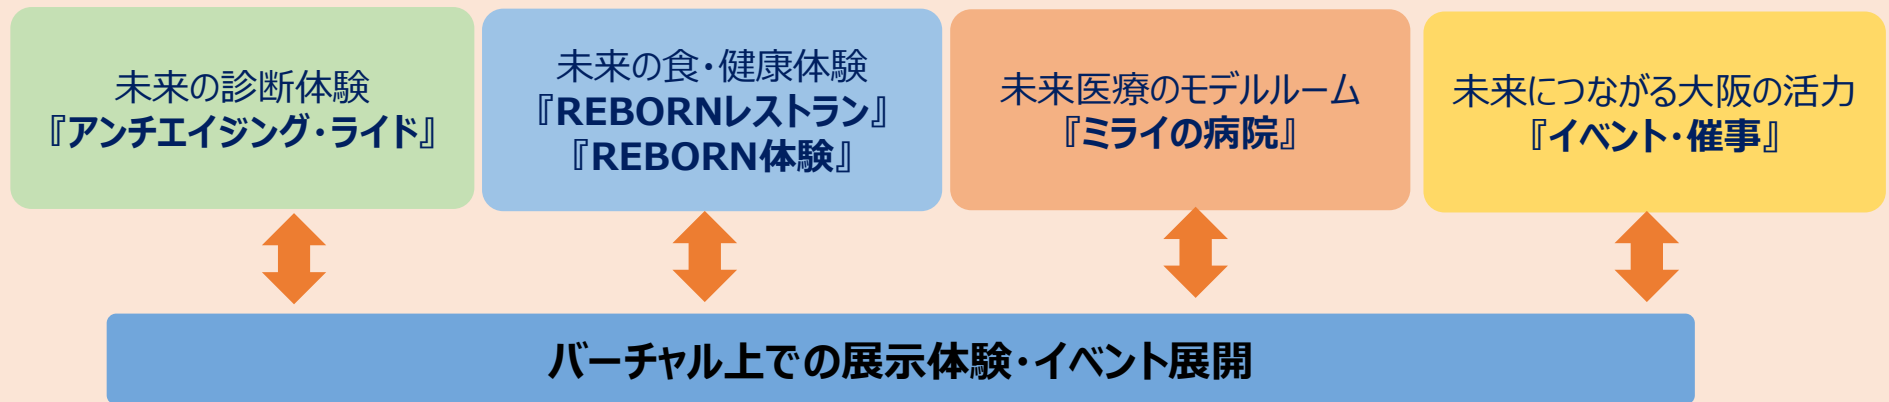 未来の診断体験
『アンチエイジング・ライド』
未来の食・健康体験
『REBORNレストラン』
『REBORN体験』
未来医療のモデルルーム
『ミライの病院』
未来につながる大阪の活力
『イベント・催事』
バーチャル上での展示体験・イベント展開